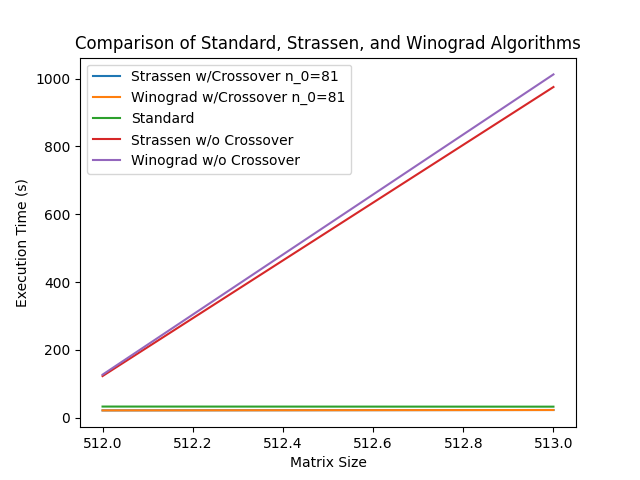 Comparison of Standard, Strassen, and Winograd Algorithms
Strassen w/Crossover n_0=81
Winograd w/Crossover n_0=81
Standard
Strassen w/o Crossover
Winograd w/o Crossover
Execution Time (s)
1000
800
600
400
200
0
512.0 512.2 512.4 512.6 512.8 513.0
Matrix Size